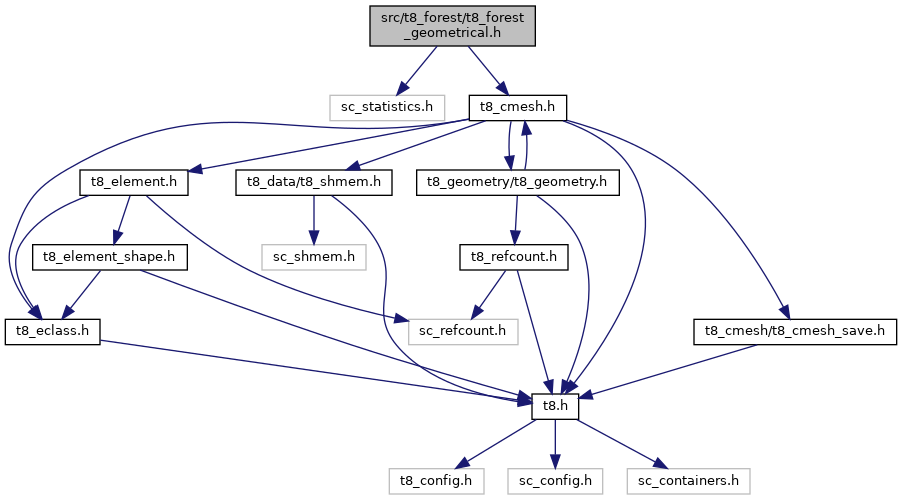 src/t8_forest/t8_forest
_geometrical.h
sc_statistics.h
t8_cmesh.h
t8_element.h
t8_data/t8_shmem.h
t8_geometry/t8_geometry.h
t8_element_shape.h
sc_shmem.h
t8_refcount.h
t8_eclass.h
sc_refcount.h
t8_cmesh/t8_cmesh_save.h
t8.h
t8_config.h
sc_config.h
sc_containers.h